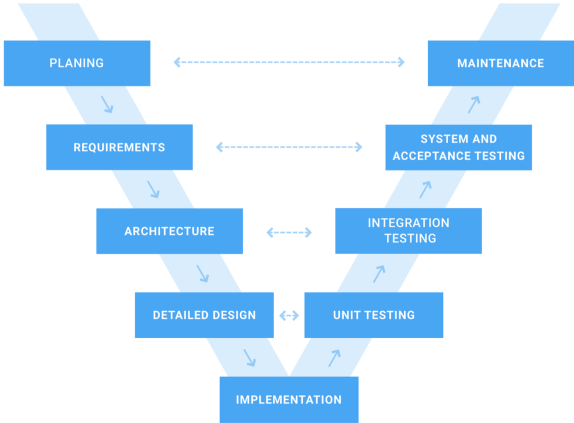 PLANING
MAINTENANCE
REQUIREMENTS
SYSTEM AND
ACCEPTANCE TESTING
ARCHITECTURE
INTEGRATION
TESTING
DETAILED DESIGN
UNIT TESTING
IMPLEMENTATION